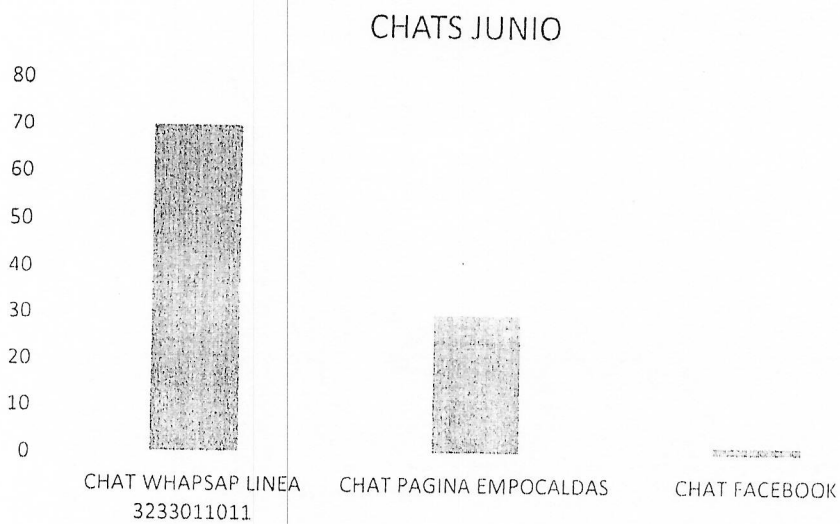 CHATS JUNIO
80
70
60
50
40
30
20
10
0
CHAT WHAPSAP LINEA
3233011011
CHAT PAGINA EMPOCALDAS
CHAT FACEBOOK